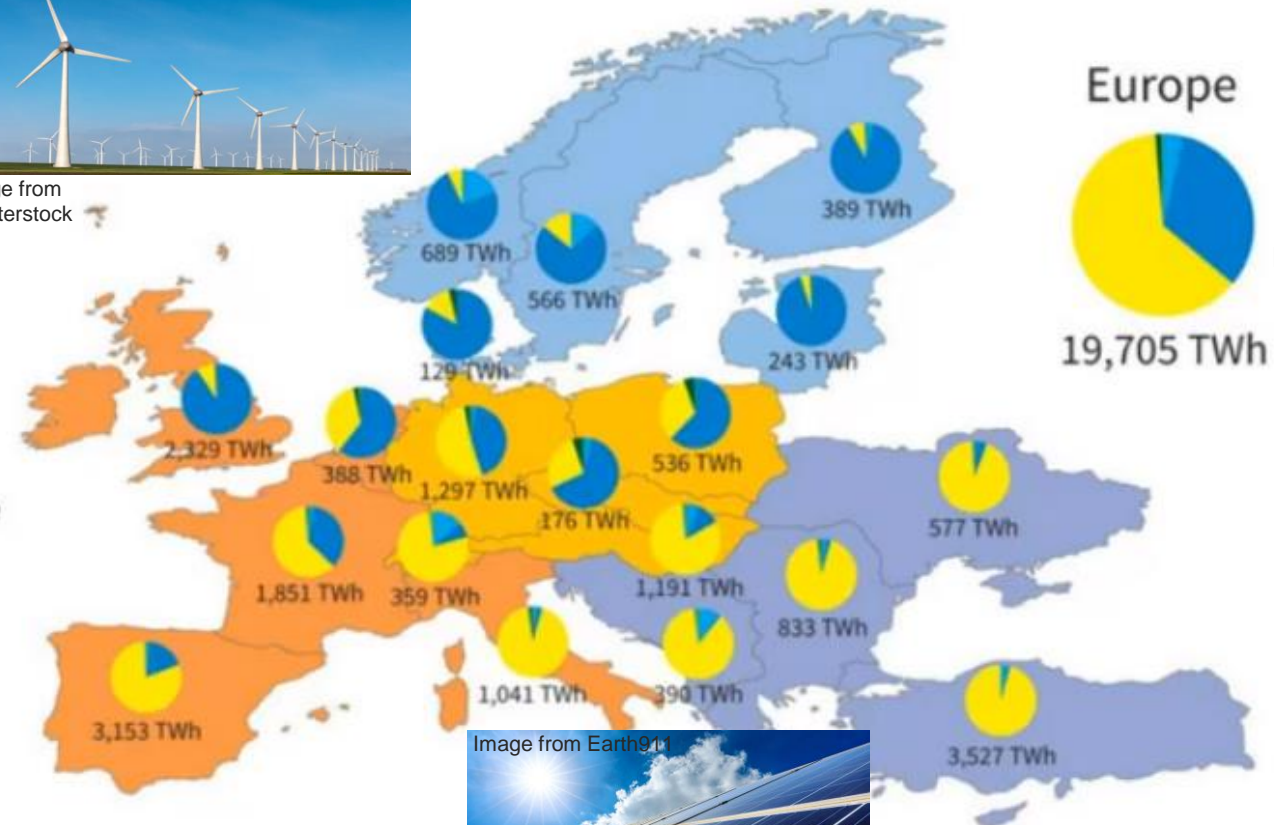 ge from
terstock
Europe
19,705 TWh
389 TWh
689 TWh
566 TWh
129 TWh
243 TWh
2,329 TWh
388 TWh
1,297 TWh
536 TWh
176 TWh
577 TWh
1,851 TWh
359 TWh
1,191 TWh
833 TWh
1,041 TWh
390 TWh
3,153 TWh
3,527 TWh
Image from Earth911